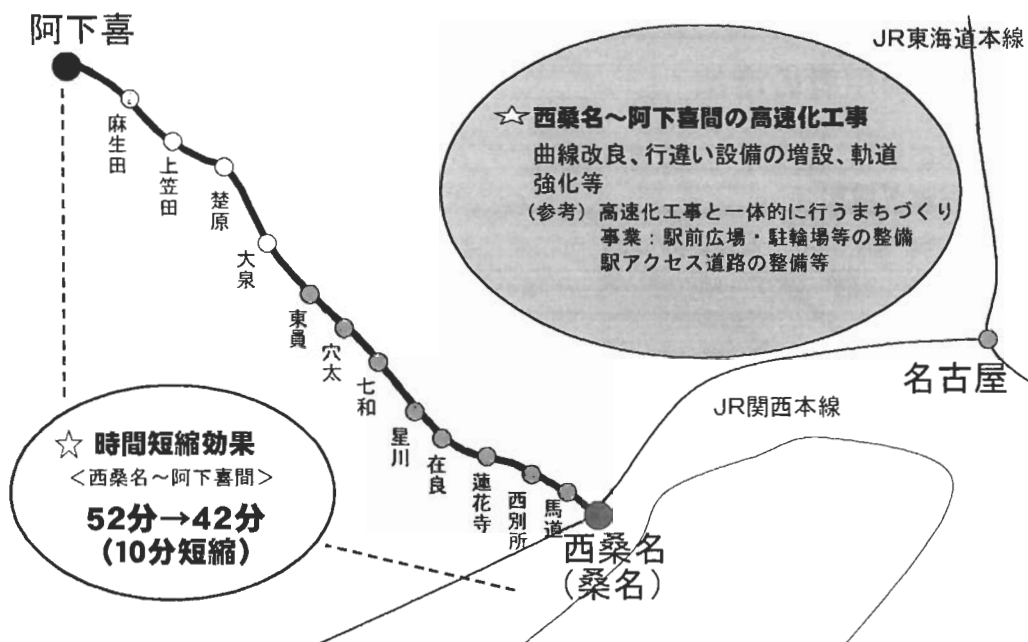 阿下喜
JR東海道本線
☆西桑名～阿下喜間の高速化工事
曲線改良、行違い設備の増設、軌道
強化等
(参考) 高速化工事と一体的に行うまちづくり
事業：駅前広場・駐輪場等の整備
駅アクセス道路の整備等
麻生田
上笠田
楚原
大泉
東員
穴太
七和
星川
在良
蓮花寺
西別所
馬道
西桑名
(桑名)
名古屋
JR関西本線
☆ 時間短縮効果
＜西桑名～阿下喜間＞
52分→42分
(10分短縮)